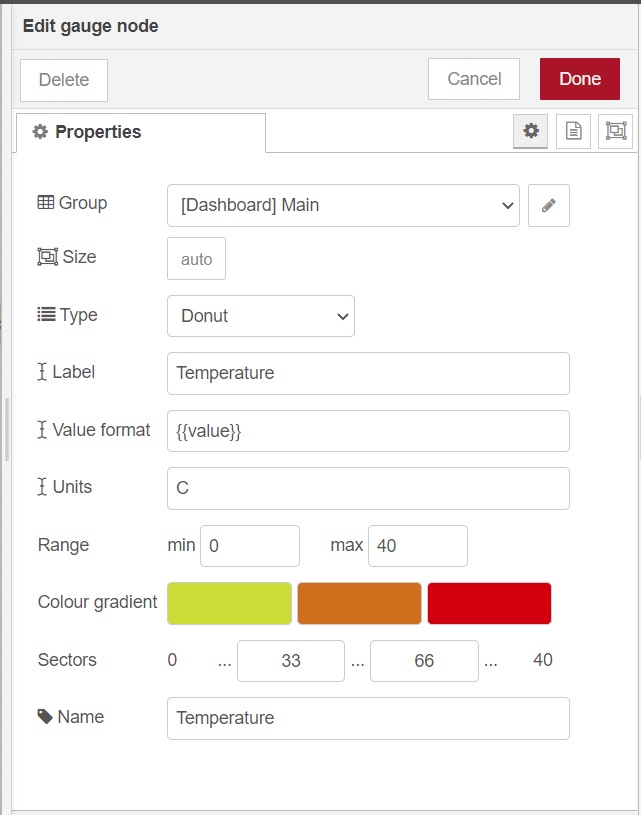 Edit gauge node
Delete Cancel Done
Properties
Group [Dashboard] Main
Size auto
Type Donut
Label Temperature
Value format {{value}}
Units C
Range min 0 max 40
Colour gradient
Sectors 0 ... 33 ... 66 ... 40
Name Temperature